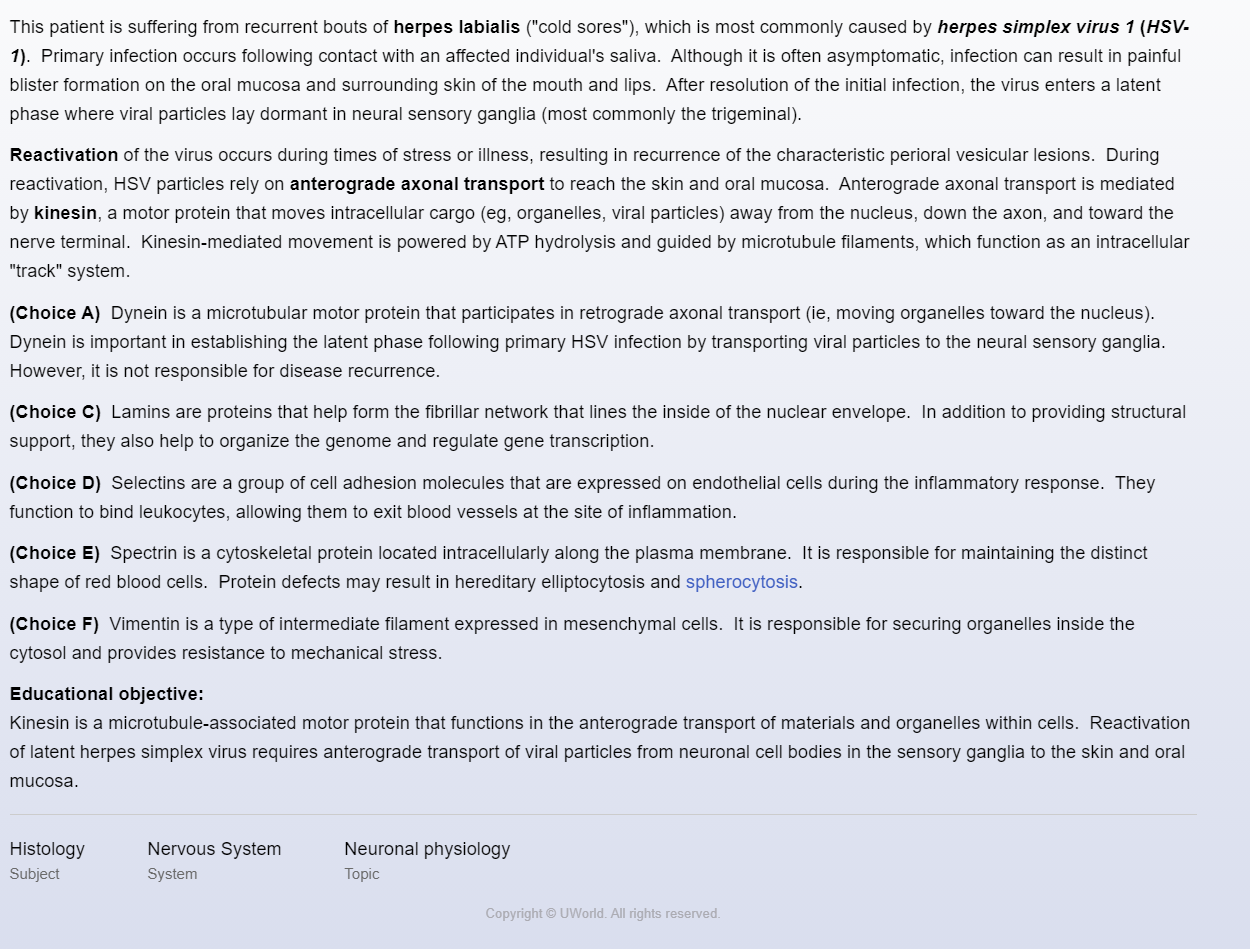 This patient is suffering from recurrent bouts of herpes labialis ("cold sores"), which is most commonly caused by herpes simplex virus 1 (HSV-
1).  Primary infection occurs following contact with an affected individual's saliva.  Although it is often asymptomatic, infection can result in painful
blister formation on the oral mucosa and surrounding skin of the mouth and lips.  After resolution of the initial infection, the virus enters a latent
phase where viral particles lay dormant in neural sensory ganglia (most commonly the trigeminal).
Reactivation of the virus occurs during times of stress or illness, resulting in recurrence of the characteristic perioral vesicular lesions.  During
reactivation, HSV particles rely on anterograde axonal transport to reach the skin and oral mucosa.  Anterograde axonal transport is mediated
by kinesin, a motor protein that moves intracellular cargo (eg, organelles, viral particles) away from the nucleus, down the axon, and toward the
nerve terminal.  Kinesin-mediated movement is powered by ATP hydrolysis and guided by microtubule filaments, which function as an intracellular
"track" system.
(Choice A)  Dynein is a microtubular motor protein that participates in retrograde axonal transport (ie, moving organelles toward the nucleus).
Dynein is important in establishing the latent phase following primary HSV infection by transporting viral particles to the neural sensory ganglia.
However, it is not responsible for disease recurrence.
(Choice C)  Lamins are proteins that help form the fibrillar network that lines the inside of the nuclear envelope.  In addition to providing structural
support, they also help to organize the genome and regulate gene transcription.
(Choice D)  Selectins are a group of cell adhesion molecules that are expressed on endothelial cells during the inflammatory response.  They
function to bind leukocytes, allowing them to exit blood vessels at the site of inflammation.
(Choice E)  Spectrin is a cytoskeletal protein located intracellularly along the plasma membrane.  It is responsible for maintaining the distinct
shape of red blood cells.  Protein defects may result in hereditary elliptocytosis and spherocytosis.
(Choice F)  Vimentin is a type of intermediate filament expressed in mesenchymal cells.  It is responsible for securing organelles inside the
cytosol and provides resistance to mechanical stress.
Educational objective:
Kinesin is a microtubule-associated motor protein that functions in the anterograde transport of materials and organelles within cells.  Reactivation
of latent herpes simplex virus requires anterograde transport of viral particles from neuronal cell bodies in the sensory ganglia to the skin and oral
mucosa.
Histology Nervous System Neuronal physiology
Subject System Topic
Copyright © UWorld. All rights reserved.